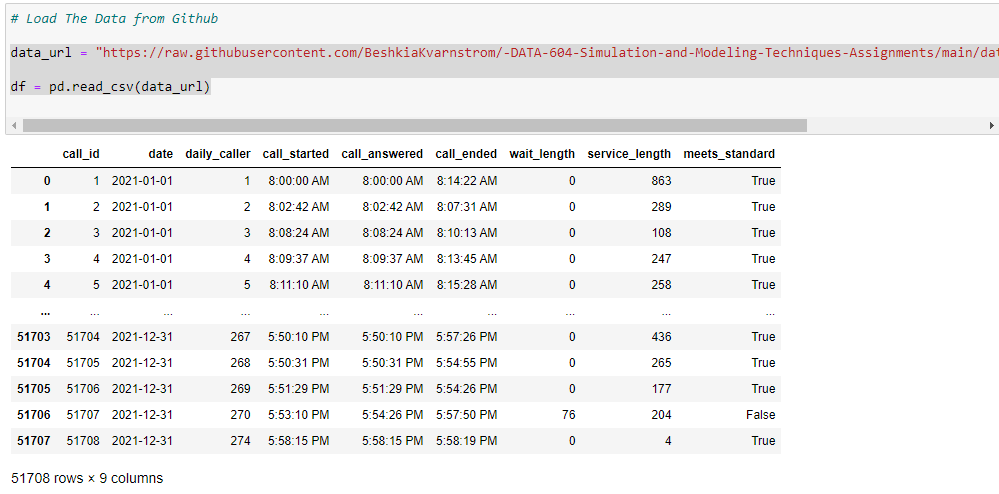 # Load The Data from Github
data_url = "https://raw.githubusercontent.com/BeshkiaKvarnstrom/-DATA-604-Simulation-and-Modeling-Techniques-Assignments/main/dat
df = pd.read_csv(data_url)
call_id date daily_caller call_started call_answered call_ended wait_length service_length meets_standard
0 1 2021-01-01 1 8:00:00 AM 8:00:00 AM 8:14:22 AM 0 863 True
1 2 2021-01-01 2 8:02:42 AM 8:02:42 AM 8:07:31 AM 0 289 True
2 3 2021-01-01 3 8:08:24 AM 8:08:24 AM 8:10:13 AM 0 108 True
3 4 2021-01-01 4 8:09:37 AM 8:09:37 AM 8:13:45 AM 0 247 True
4 5 2021-01-01 5 8:11:10 AM 8:11:10 AM 8:15:28 AM 0 258 True
... ... ... ... ... ... ... ... ... ...
51703 51704 2021-12-31 267 5:50:10 PM 5:50:10 PM 5:57:26 PM 0 436 True
51704 51705 2021-12-31 268 5:50:31 PM 5:50:31 PM 5:54:55 PM 0 265 True
51705 51706 2021-12-31 269 5:51:29 PM 5:51:29 PM 5:54:26 PM 0 177 True
51706 51707 2021-12-31 270 5:53:10 PM 5:54:26 PM 5:57:50 PM 76 204 False
51707 51708 2021-12-31 274 5:58:15 PM 5:58:15 PM 5:58:19 PM 0 4 True
51708 rows × 9 columns